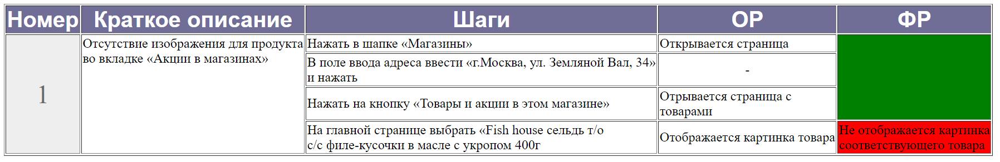 Номер Краткое описание Шаги ОР ФР
1
Отсутствие изображения для продукта
во вкладке «Акции в магазинах»
Нажать в шапке «Магазины»
Открывается страница
В поле ввода адреса ввести «г.Москва, ул. Земляной Вал, 34»
и нажать
-
Нажать на кнопку «Товары и акции в этом магазине»
Отрывается страница с
товарами
На главной странице выбрать «Fish house сельдь т/о
с/с филе-кусочки в масле с укропом 400г
Отображается картинка товара
Не отображается картинка
соответствующего товара